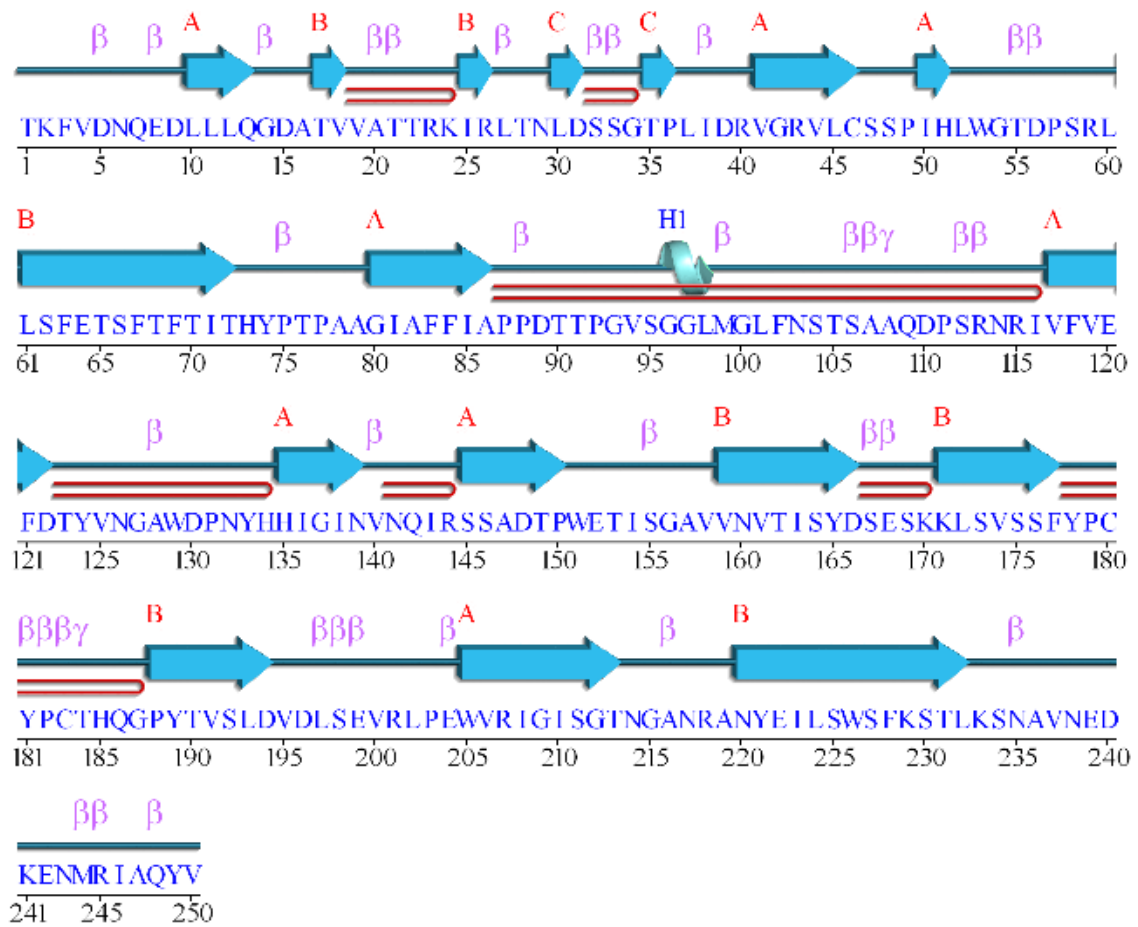 A B B C C A A
β β β ββ β ββ β ββ
TKFVDNQEDLLLQGDATVVATTRKIRLTNLDSSGTPLIDRVGRVLCSSPIHLWGTDPSRL
1 5 10 15 20 25 30 35 40 45 50 55 60
B A H1 A
β β β ββγ ββ
LSFETSFTFTITHYPTPAAGIAFFIAPPDTTPGVSGGLMGLFNSTSAAQDPSRNRIVFVE
61 65 70 75 80 85 90 95 100 105 110 115 120
A A B B
β β β ββ
FDTYVNGAWDPNYHHIGINVNQIRSSADTPWETISGAVVNVTISYDSESKKLSVSSFYPC
121 125 130 135 140 145 150 155 160 165 170 175 180
B A B
βββγ βββ β β β
YPCTHQGPYTVSLDVDLSEVRLPEWVRIGISGTNGANRANYEILSWSFKSTLKSNAVNED
181 185 190 195 200 205 210 215 220 225 230 235 240
ββ β
KENMRIAQYV
241 245 250